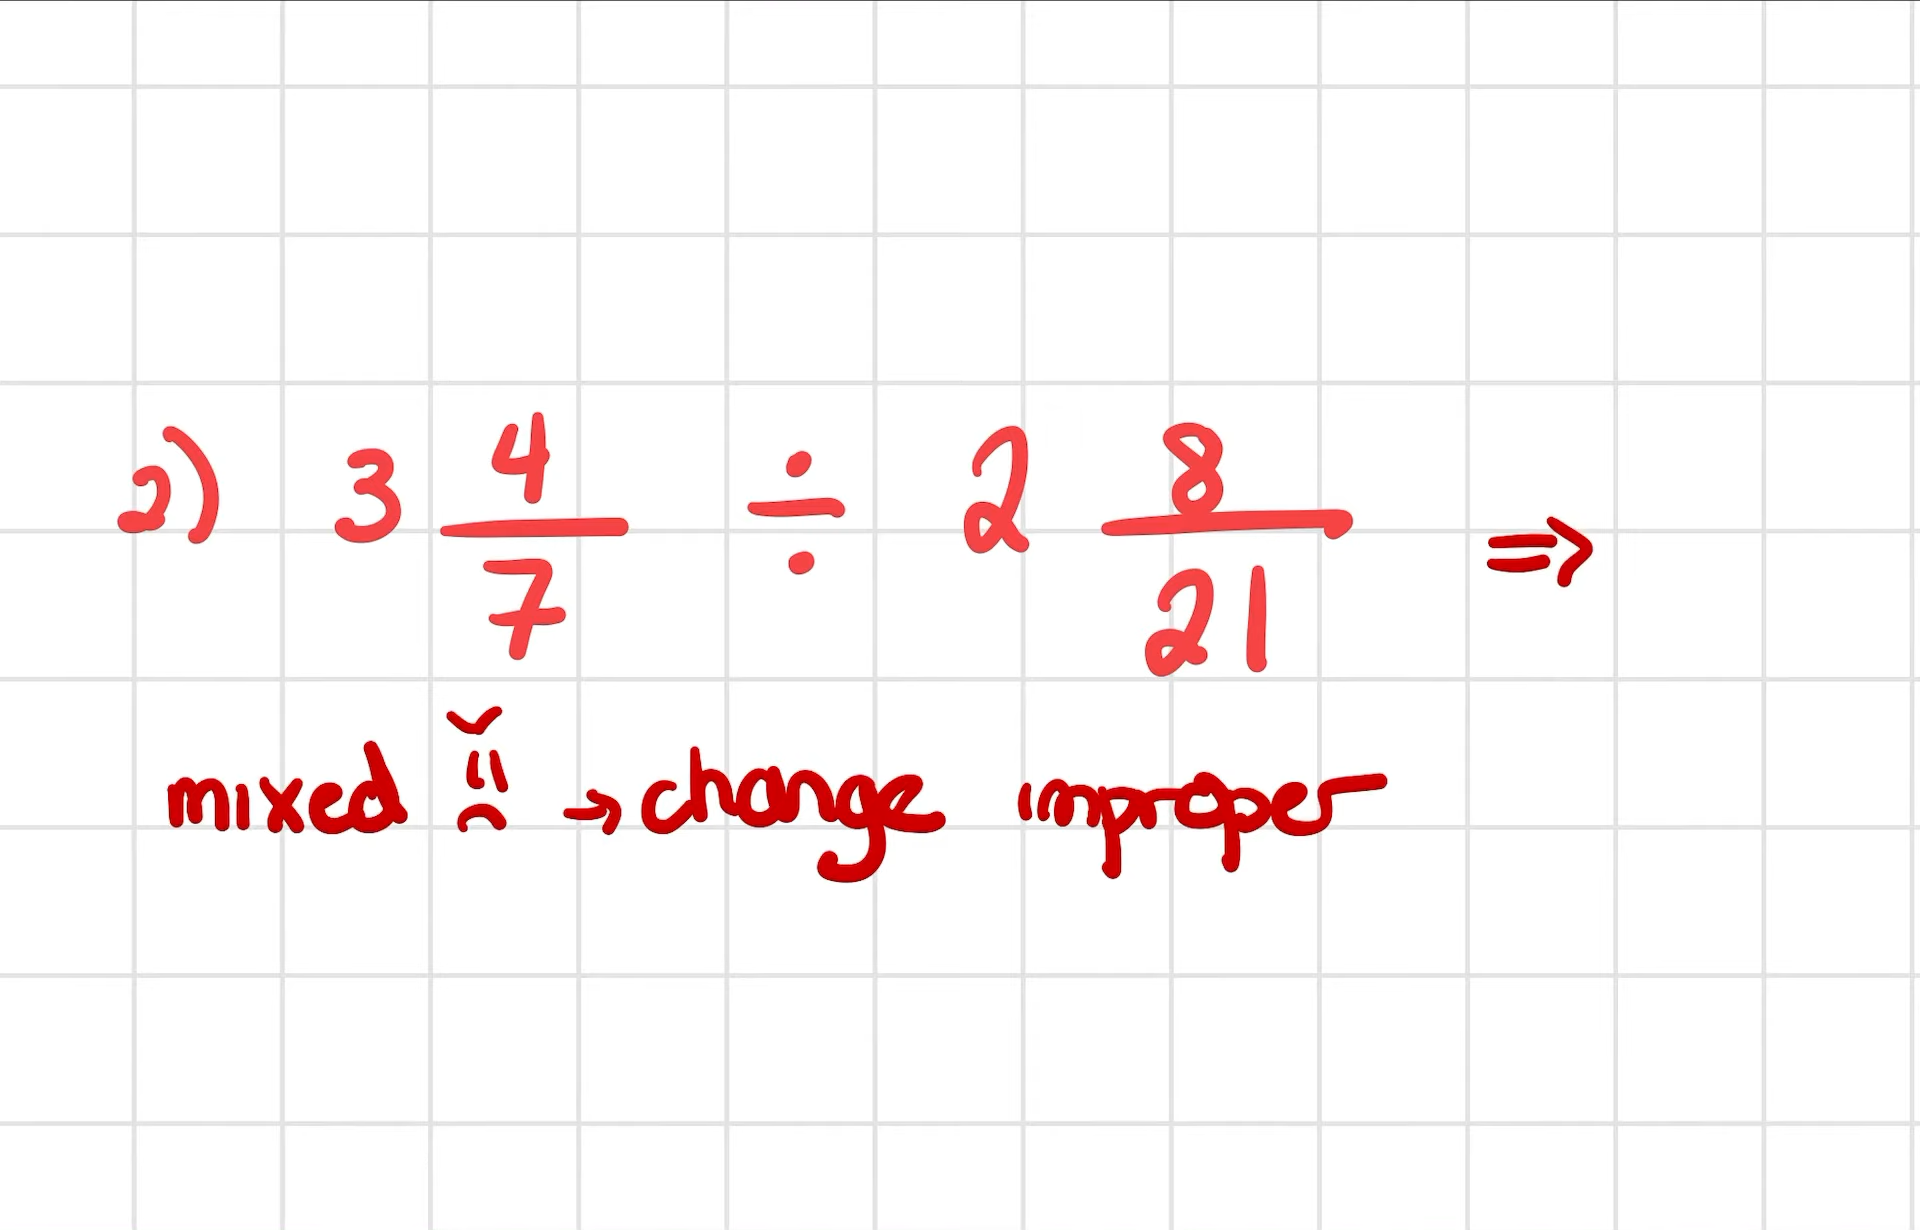 2) 3 4/7 ÷ 2 8/21 ⇒
mixed → change improper